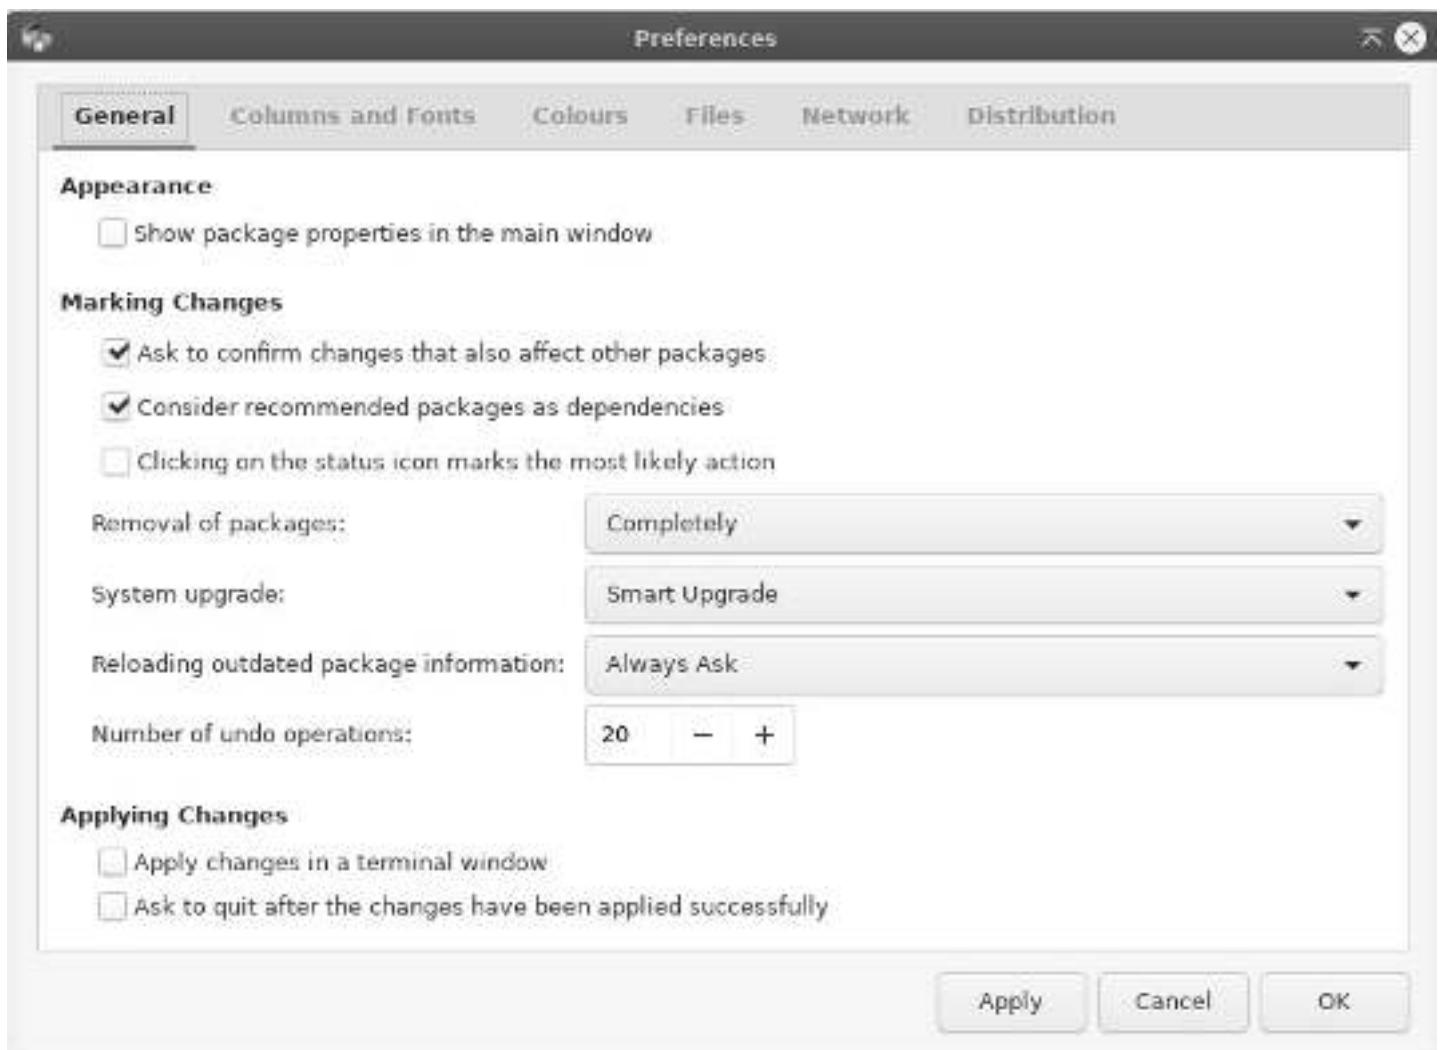 Preferences
General Columns and Fonts Colours Files Network Distribution
Appearance
Show package properties in the main window
Marking Changes
Ask to confirm changes that also affect other packages
Consider recommended packages as dependencies
Clicking on the status icon marks the most likely action
Removal of packages: Completely
System upgrade: Smart Upgrade
Reloading outdated package information: Always Ask
Number of undo operations: 20 − +
Applying Changes
Apply changes in a terminal window
Ask to quit after the changes have been applied successfully
Apply Cancel OK